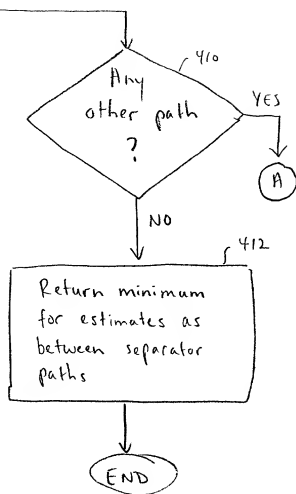 410
Any
other path
?
YES
A
NO
412
Return minimum
for estimates as
between separator
paths
END